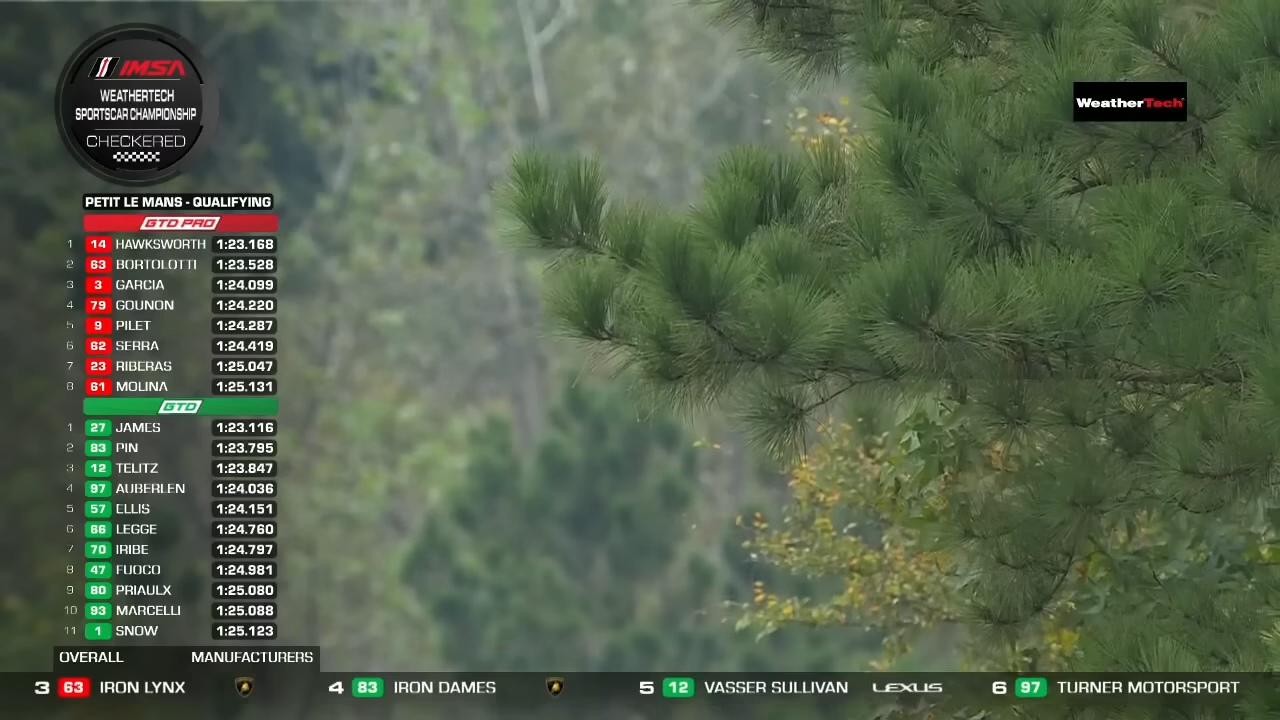 IMSA
WEATHERTECH
SPORTSCAR CHAMPIONSHIP
CHECKERED
WeatherTech
PETIT LE MANS - QUALIFYING
GTD PRO
1 14 HAWKSWORTH 1:23.168
2 63 BORTOLOTTI 1:23.528
3 3 GARCIA 1:24.099
4 79 GOUNON 1:24.220
5 9 PILET 1:24.287
6 62 SERRA 1:24.419
7 23 RIBERAS 1:25.047
8 61 MOLINA 1:25.131
GTD
1 27 JAMES 1:23.116
2 83 PIN 1:23.795
3 12 TELITZ 1:23.847
4 97 AUBERLEN 1:24.036
5 57 ELLIS 1:24.151
6 66 LEGGE 1:24.760
7 70 IRIBE 1:24.797
8 47 FUOCO 1:24.981
9 80 PRIAULX 1:25.080
10 93 MARCELLI 1:25.088
11 1 SNOW 1:25.123
OVERALL MANUFACTURERS
3 63 IRON LYNX 4 83 IRON DAMES 5 12 VASSER SULLIVAN LEXUS 6 97 TURNER MOTORSPORT